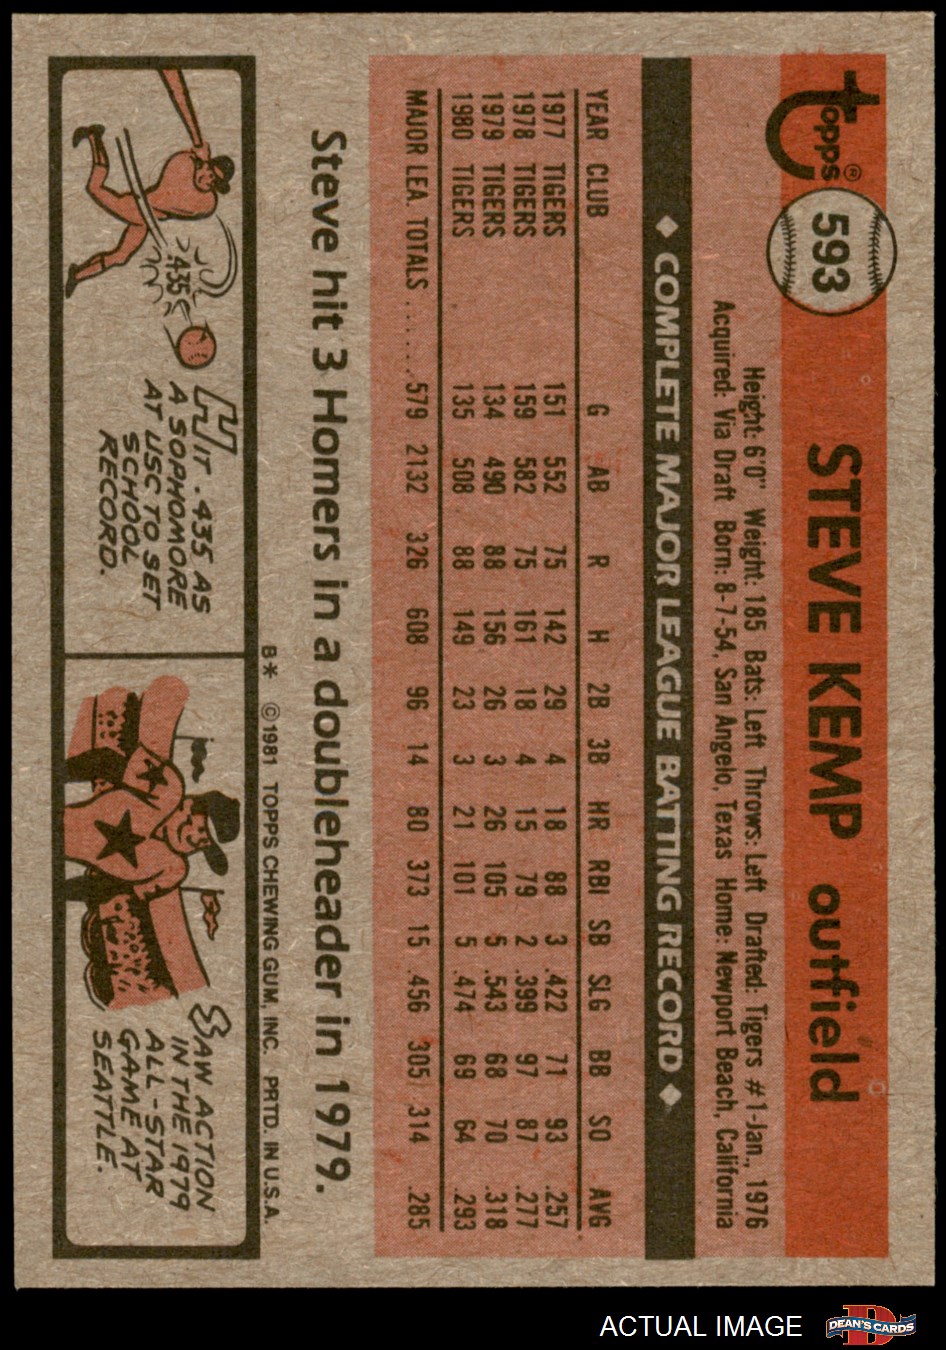 topps®
593
STEVE KEMP outfield
Height: 6'0" Weight: 185 Bats: Left Throws: Left Drafted: Tigers #1-Jan., 1976
Acquired: Via Draft Born: 8-7-54, San Angelo, Texas Home: Newport Beach, California
◆ COMPLETE MAJOR LEAGUE BATTING RECORD ◆
YEAR CLUB G AB R H 2B 3B HR RBI SB SLG BB SO AVG
1977 TIGERS 151 552 75 142 29 4 18 88 3 .422 71 93 .257
1978 TIGERS 159 582 75 161 18 4 15 79 2 .399 97 87 .277
1979 TIGERS 134 490 88 156 26 3 26 105 5 .543 68 70 .318
1980 TIGERS 135 508 88 149 23 3 21 101 5 .474 69 64 .293
MAJOR LEA. TOTALS ....... 579 2132 326 608 96 14 80 373 15 .456 305 314 .285
Steve hit 3 Homers in a doubleheader in 1979.
B* ©1981 TOPPS CHEWING GUM, INC. PRTD. IN U.S.A.
.435
HIT .435 AS
A SOPHOMORE
AT USC TO SET
SCHOOL
RECORD.
SAW ACTION
IN THE 1979
ALL-STAR
GAME AT
SEATTLE.
ACTUAL IMAGE
D
DEAN'S CARDS